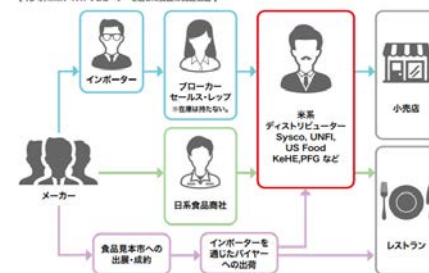 インポーター
ブローカー
セールス・レップ
※在庫は持たない。
米系
ディストリビューター
Sysco, UNFI,
US Food
KeHE,PFG など
小売店
メーカー
日系食品商社
レストラン
食品見本市への
出展・成約
インポーターを
通じたバイヤー
への出荷